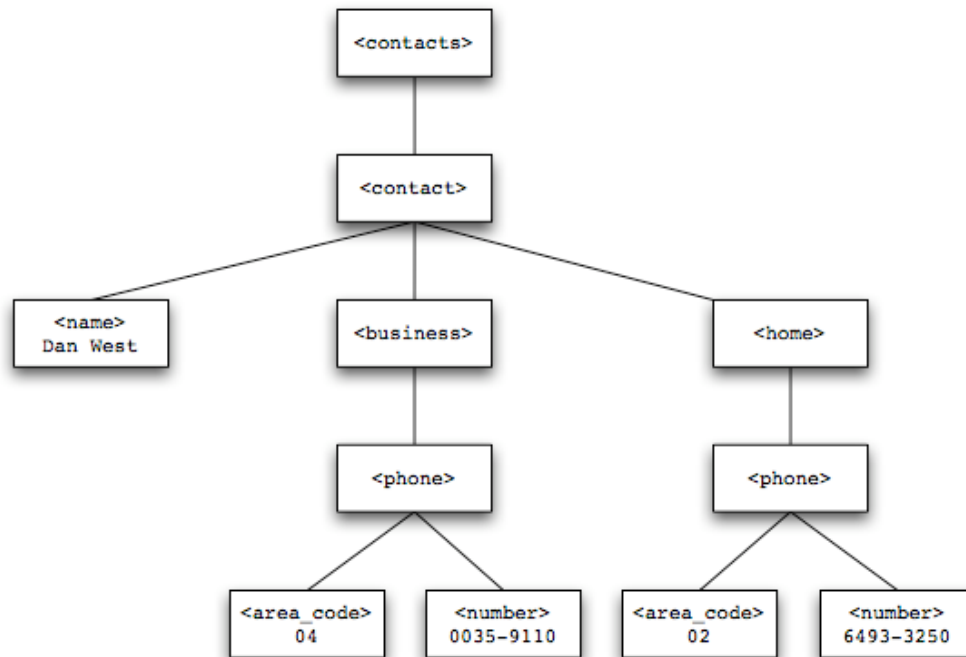 <contacts>
<contact>
<name>
Dan West
<business>
<home>
<phone>
<phone>
<area_code>
04
<number>
0035-9110
<area_code>
02
<number>
6493-3250